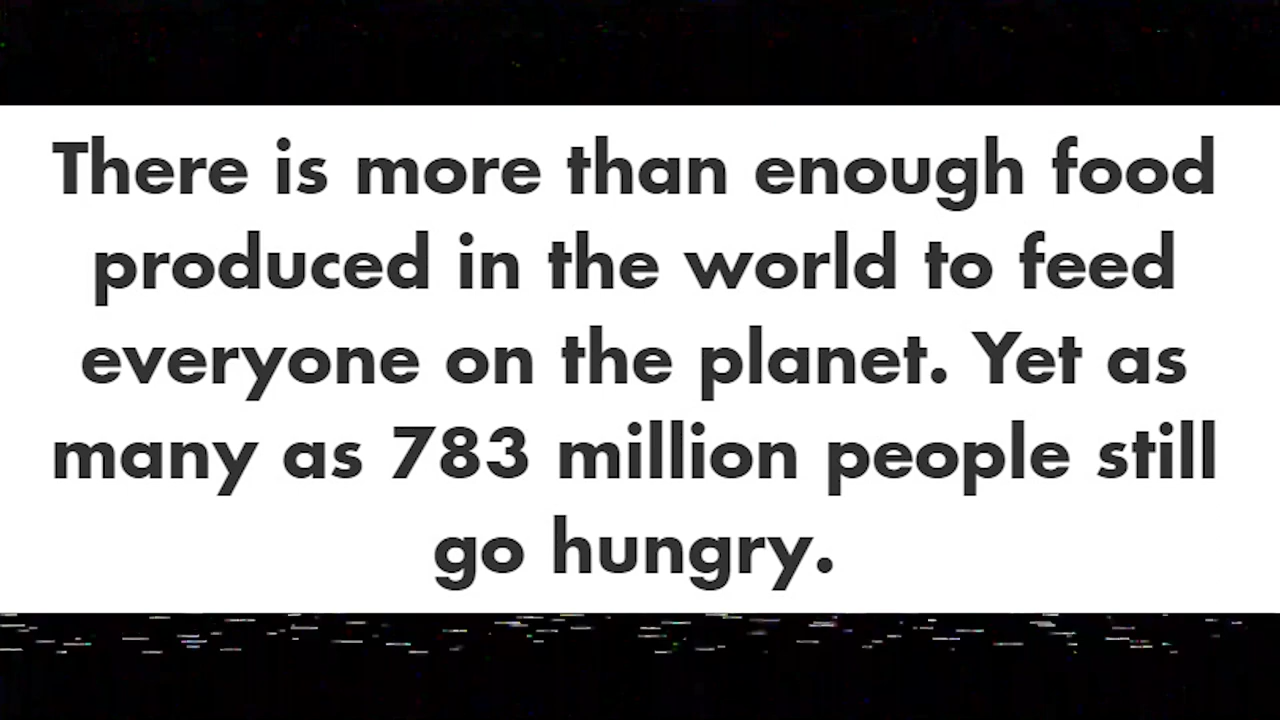 There is more than enough food
produced in the world to feed
everyone on the planet. Yet as
many as 783 million people still
go hungry.